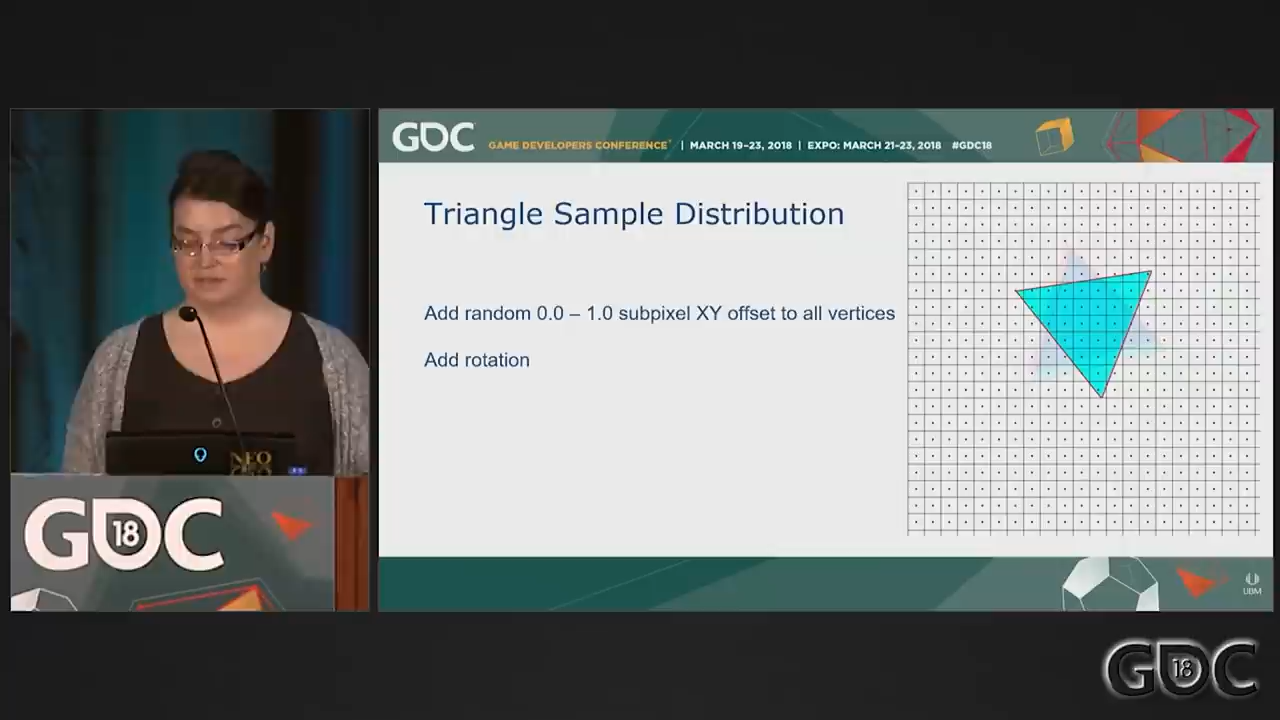 GDC
GAME DEVELOPERS CONFERENCE | MARCH 19–23, 2018 | EXPO: MARCH 21–23, 2018 #GDC18
Triangle Sample Distribution
Add random 0.0 – 1.0 subpixel XY offset to all vertices
Add rotation
NEO
GDC
18
UBM
GDC
18